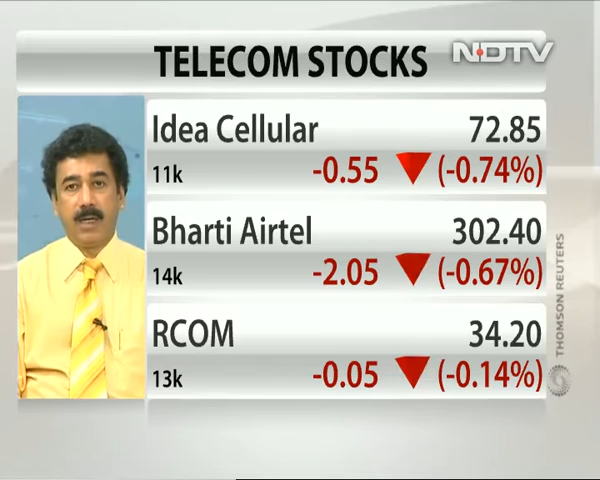 NDTV
TELECOM STOCKS
Idea Cellular 72.85
11k -0.55 (-0.74%)
Bharti Airtel 302.40
14k -2.05 (-0.67%)
RCOM 34.20
13k -0.05 (-0.14%)
THOMSON REUTERS